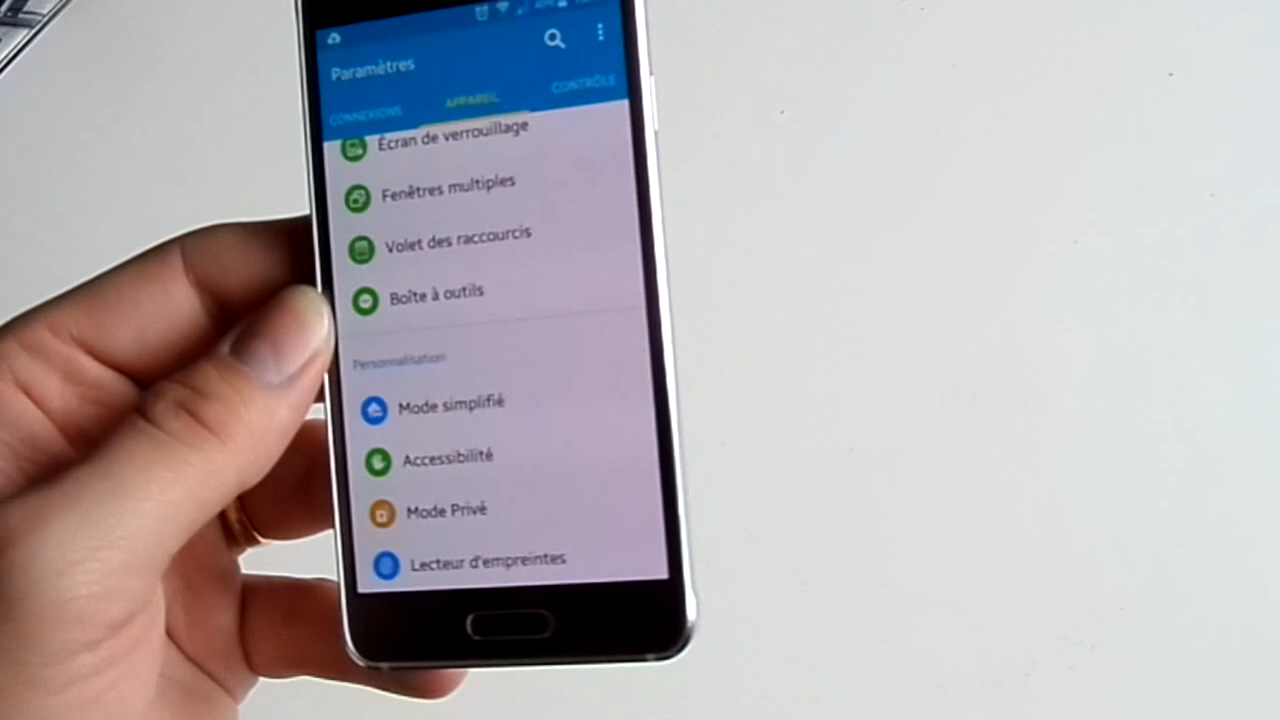 Paramètres
CONNEXIONS APPAREIL CONTRÔLE
Écran de verrouillage
Fenêtres multiples
Volet des raccourcis
Boîte à outils
Personnalisation
Mode simplifié
Accessibilité
Mode Privé
Lecteur d'empreintes